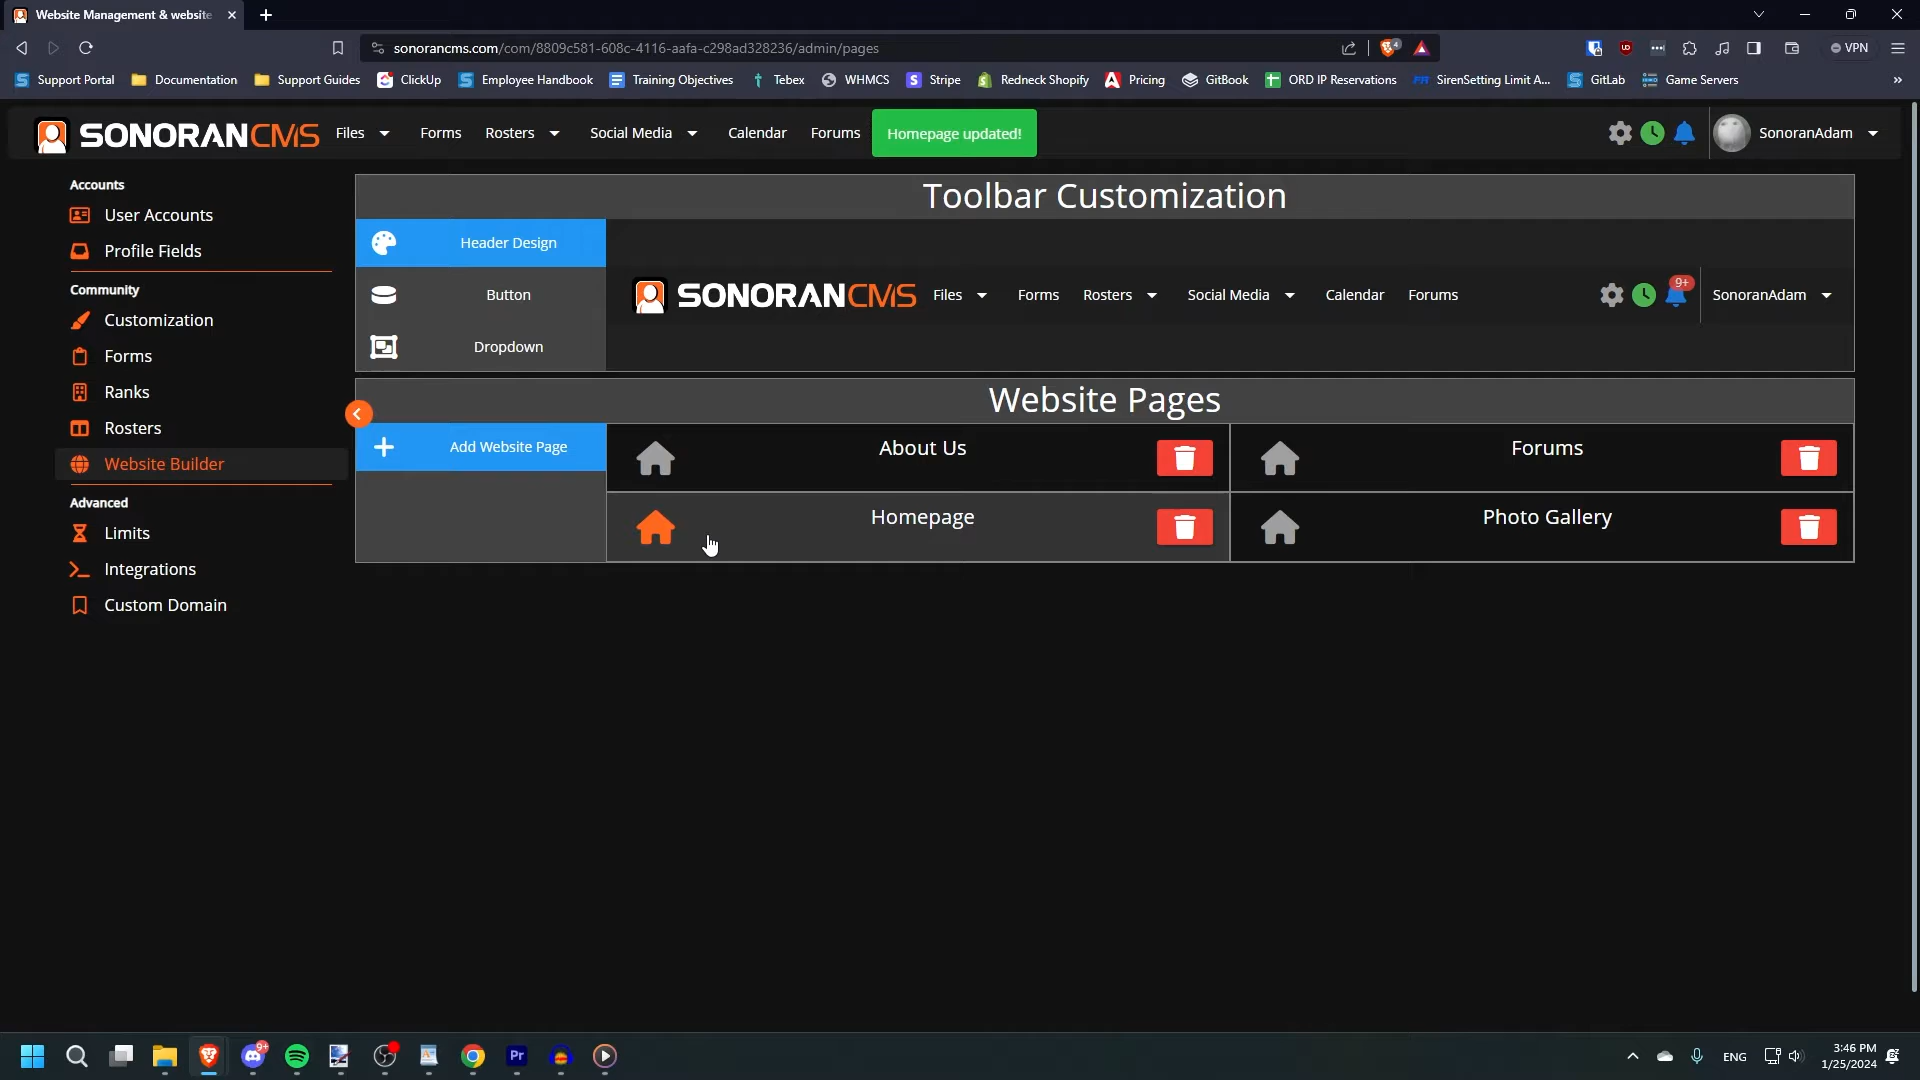 Website Management & website
sonorancms.com/com/8809c581-608c-4116-aafa-c298ad328236/admin/pages
4
VPN
Support Portal Documentation Support Guides ClickUp Employee Handbook Training Objectives Tebex WHMCS Stripe Redneck Shopify Pricing GitBook ORD IP Reservations SirenSetting Limit A... GitLab Game Servers
SONORANCMS Files Forms Rosters Social Media Calendar Forums Homepage updated! SonoranAdam
Accounts
User Accounts
Profile Fields
Community
Customization
Forms
Ranks
Rosters
Website Builder
Advanced
Limits
Integrations
Custom Domain
Toolbar Customization
Header Design
Button
Dropdown
SONORANCMS Files Forms Rosters Social Media Calendar Forums 9+ SonoranAdam
Website Pages
Add Website Page
About Us
Forums
Homepage
Photo Gallery
9+
Pr
ENG
3:46 PM
1/25/2024